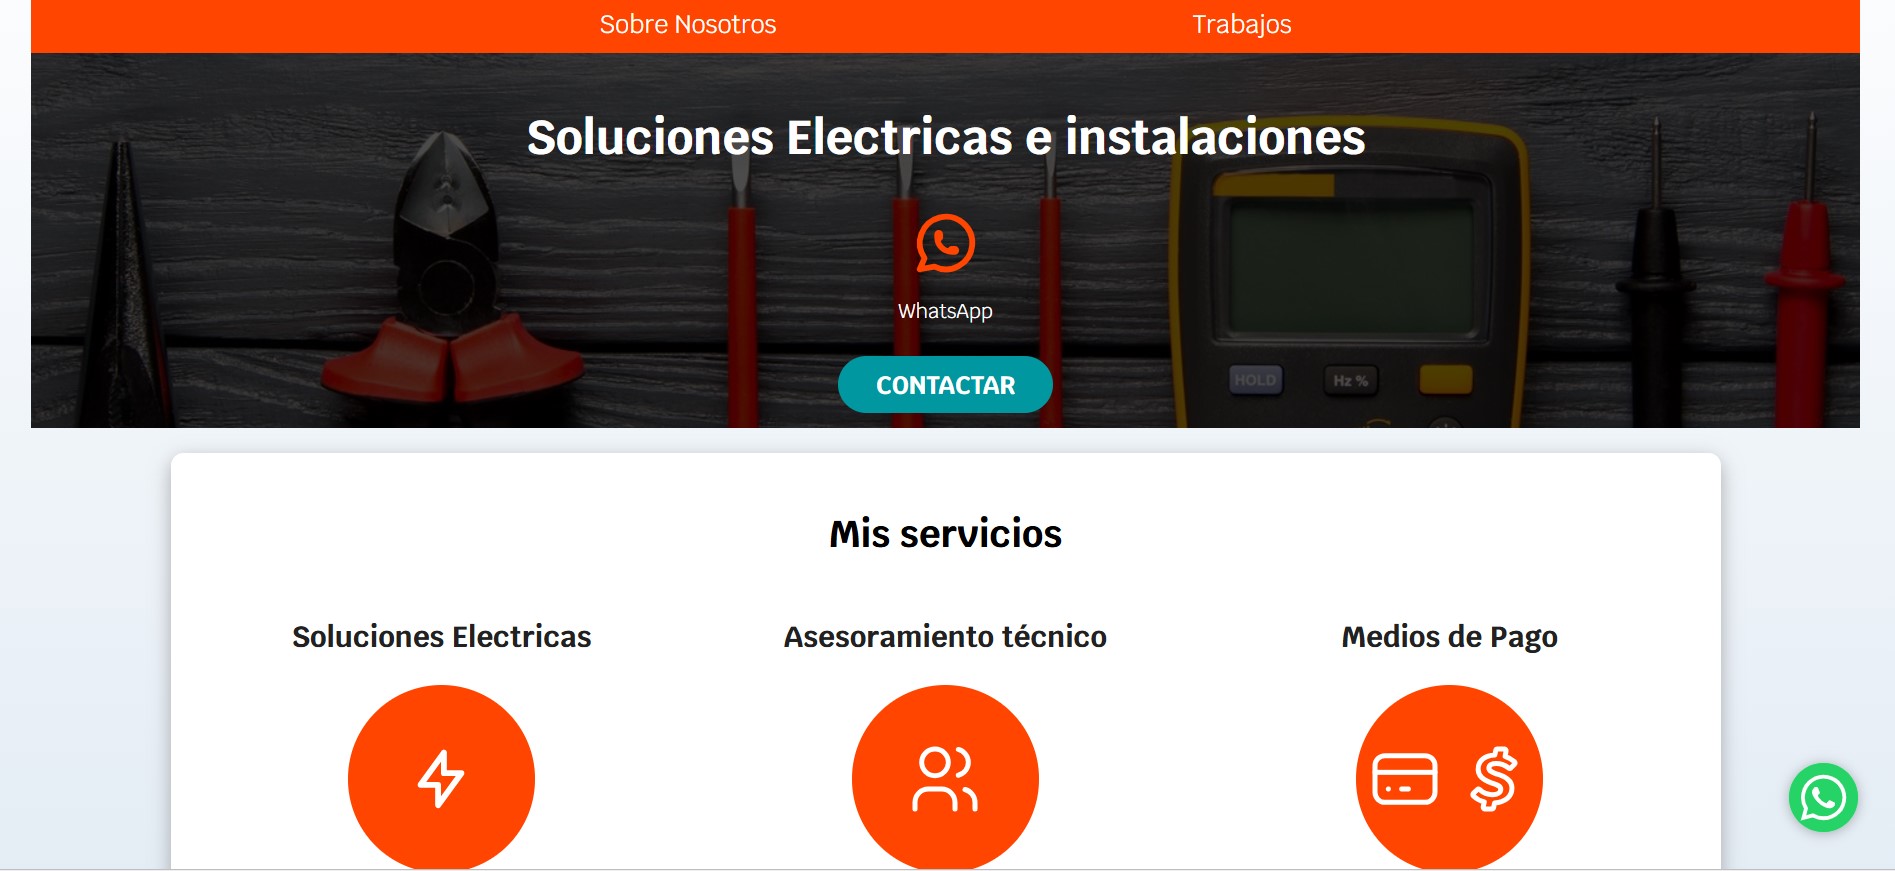 Sobre Nosotros
Trabajos
Soluciones Electricas e instalaciones
WhatsApp
HOLD
Hz %
CONTACTAR
Mis servicios
Soluciones Electricas
Asesoramiento técnico
Medios de Pago